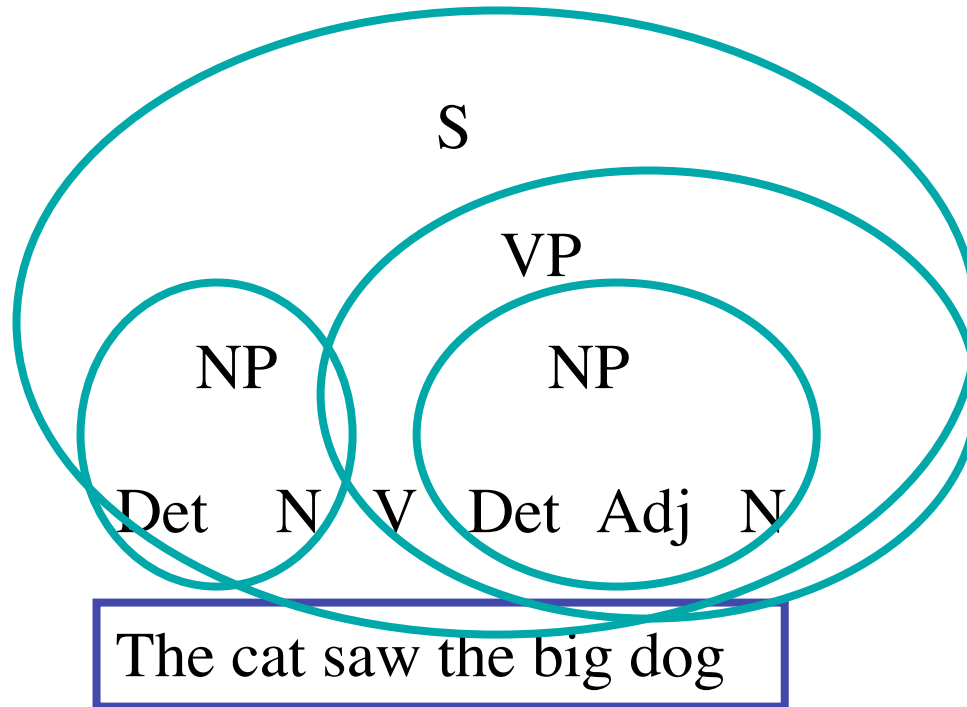 S
VP
NP NP
Det N V Det Adj N
The cat saw the big dog